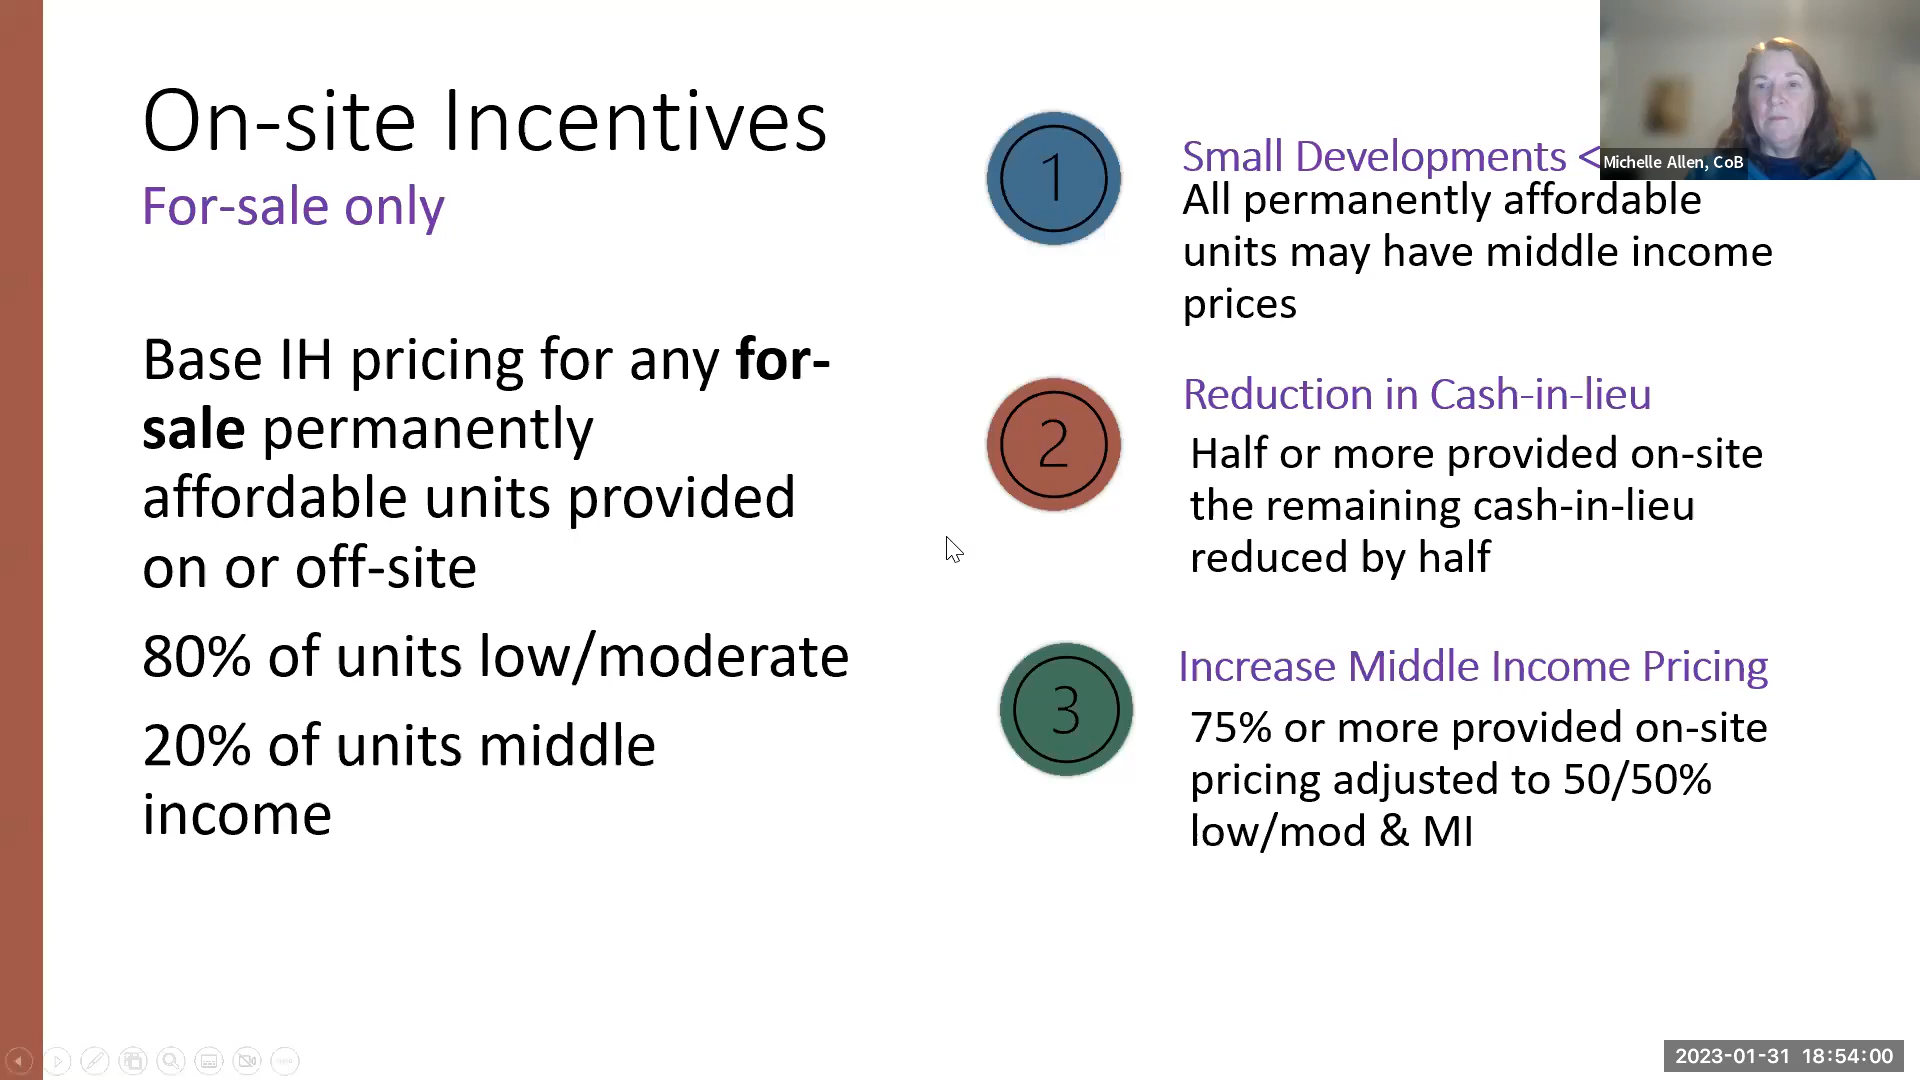 On-site Incentives
For-sale only
Base IH pricing for any for-
sale permanently
affordable units provided
on or off-site
80% of units low/moderate
20% of units middle
income
1
Small Developments <
All permanently affordable
units may have middle income
prices
2
Reduction in Cash-in-lieu
Half or more provided on-site
the remaining cash-in-lieu
reduced by half
3
Increase Middle Income Pricing
75% or more provided on-site
pricing adjusted to 50/50%
low/mod & MI
Michelle Allen, CoB
2023-01-31 18:54:00